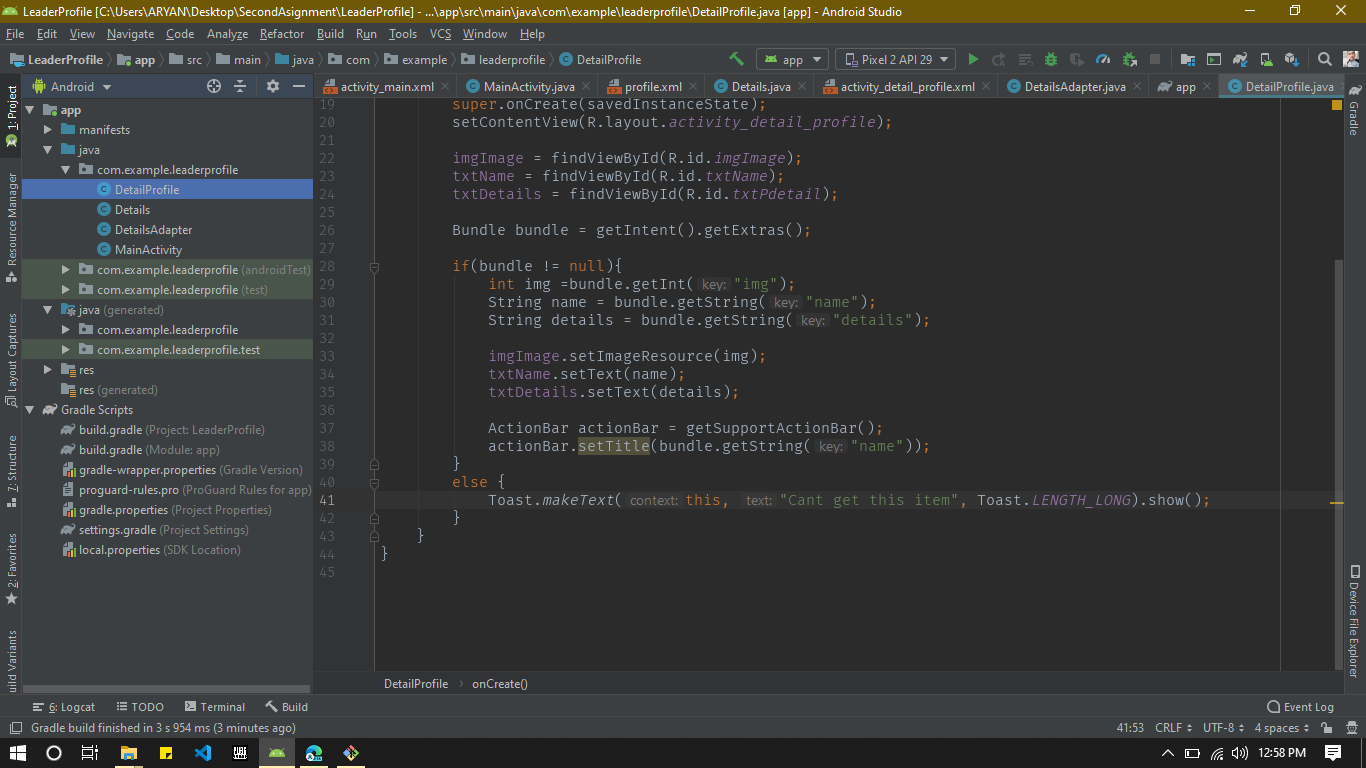 LeaderProfile [C:\Users\ARYAN\Desktop\SecondAsignment\LeaderProfile] - ...\app\src\main\java\com\example\leaderprofile\DetailProfile.java [app] - Android Studio
File Edit View Navigate Code Analyze Refactor Build Run Tools VCS Window Help
LeaderProfile app src main java com example leaderprofile DetailProfile app Pixel 2 API 29
Android activity_main.xml MainActivity.java profile.xml Details.java activity_detail_profile.xml DetailsAdapter.java app DetailProfile.java
1: Project
Resource Manager
Layout Captures
7: Structure
2: Favorites
uild Variants
app
manifests
java
com.example.leaderprofile
DetailProfile
Details
DetailsAdapter
MainActivity
com.example.leaderprofile (androidTest)
com.example.leaderprofile (test)
java (generated)
com.example.leaderprofile
com.example.leaderprofile.test
res
res (generated)
Gradle Scripts
build.gradle (Project: LeaderProfile)
build.gradle (Module: app)
gradle-wrapper.properties (Gradle Version)
proguard-rules.pro (ProGuard Rules for app)
gradle.properties (Project Properties)
settings.gradle (Project Settings)
local.properties (SDK Location)
19 super.onCreate(savedInstanceState);
20 setContentView(R.layout.activity_detail_profile);
21
22 imgImage = findViewById(R.id.imgImage);
23 txtName = findViewById(R.id.txtName);
24 txtDetails = findViewById(R.id.txtPdetail);
25
26 Bundle bundle = getIntent().getExtras();
27
28 if(bundle != null){
29 int img =bundle.getInt( key: "img");
30 String name = bundle.getString( key: "name");
31 String details = bundle.getString( key: "details");
32
33 imgImage.setImageResource(img);
34 txtName.setText(name);
35 txtDetails.setText(details);
36
37 ActionBar actionBar = getSupportActionBar();
38 actionBar.setTitle(bundle.getString( key: "name"));
39 }
40 else {
41 Toast.makeText( context: this, text: "Cant get this item", Toast.LENGTH_LONG).show();
42 }
43 }
44 }
45
Gradle
Device File Explorer
DetailProfile onCreate()
6: Logcat TODO Terminal Build Event Log
Gradle build finished in 3 s 954 ms (3 minutes ago) 41:53 CRLF UTF-8 4 spaces
12:58 PM